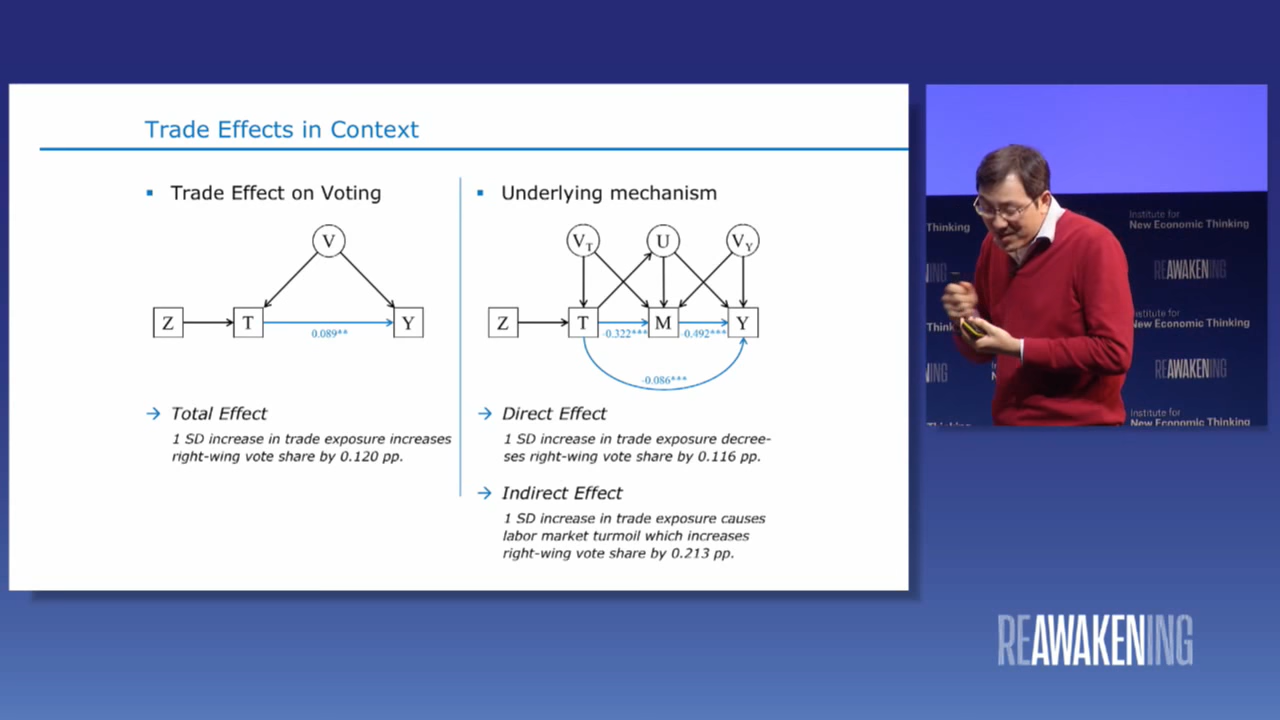 Trade Effects in Context
Trade Effect on Voting
V
Z
T
Y
0.089**
Total Effect
1 SD increase in trade exposure increases
right-wing vote share by 0.120 pp.
Underlying mechanism
V_T
U
V_Y
Z
T
M
Y
-0.322***
-0.492***
-0.086***
Direct Effect
1 SD increase in trade exposure decree-
ses right-wing vote share by 0.116 pp.
Indirect Effect
1 SD increase in trade exposure causes
labor market turmoil which increases
right-wing vote share by 0.213 pp.
Thinking
Institute for
New Economic Thinking
REAWAKENING
Institute for
New Economic Thinking
REAWAKENING
Institute for
New Economic Thinking
REAWAKENING